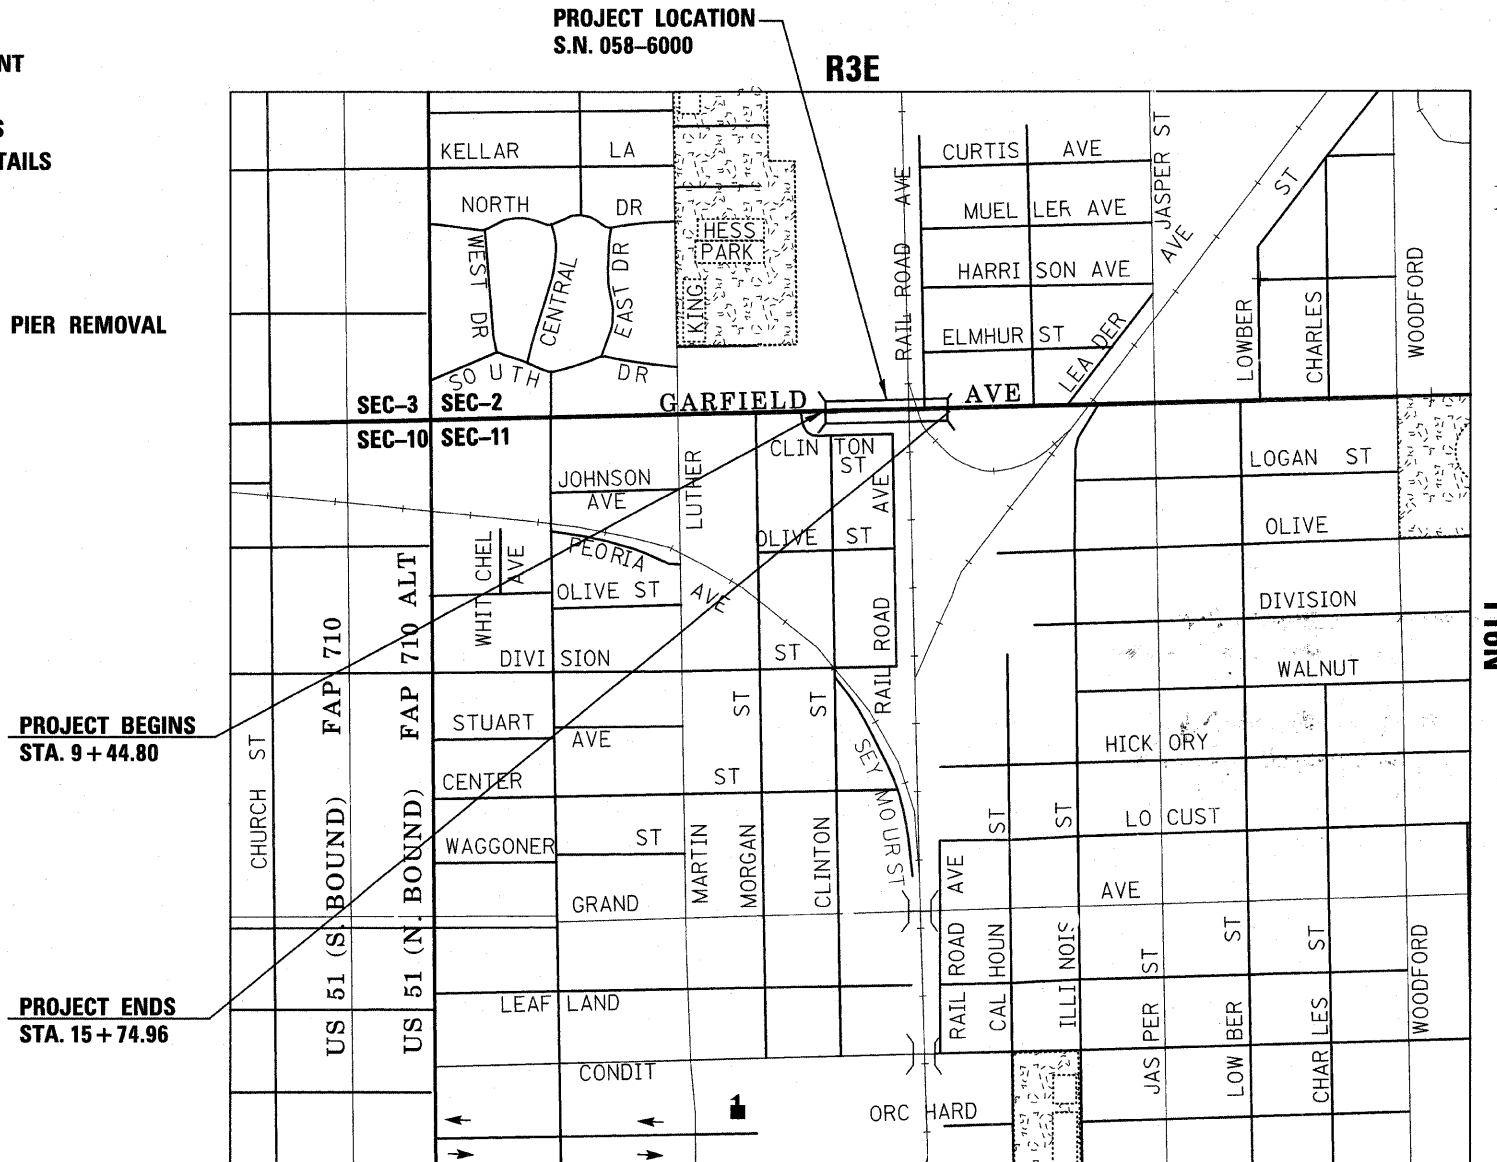 PROJECT LOCATION
S.N. 058-6000
R3E
NT
S
TAILS
PIER REMOVAL
KELLAR LA
NORTH DR
WEST DR
CENTRAL
EAST DR
SOUTH DR
HESS
PARK
KING
RAIL ROAD AVE
CURTIS AVE
MUEL LER AVE
HARRI SON AVE
ELMHUR ST
JASPER ST
LEA DER AVE
ST
LOWBER
CHARLES
WOODFORD
SEC-3 SEC-2
GARFIELD AVE
SEC-10 SEC-11
CLIN TON
ST
LOGAN ST
JOHNSON
AVE
LUTHER
AVE
OLIVE ST
OLIVE
PEORIA AVE
WHIT CHEL
AVE
OLIVE ST
DIVISION
RAIL ROAD
DIVI SION ST
WALNUT
FAP 710
FAP 710 ALT
PROJECT BEGINS
STA. 9+44.80
STUART
AVE
ST
ST
HICK ORY
CHURCH ST
CENTER ST
SEY MOUR ST
LO CUST
ST
ST
US 51 (S. BOUND)
US 51 (N. BOUND)
WAGGONER ST
MARTIN
MORGAN
CLINTON
GRAND AVE
RAIL ROAD AVE
CAL HOUN
ILLI NOIS
JAS PER ST
LOW BER ST
CHAR LES ST
WOODFORD
PROJECT ENDS
STA. 15+74.96
LEAF LAND
CONDIT
1
ORC HARD